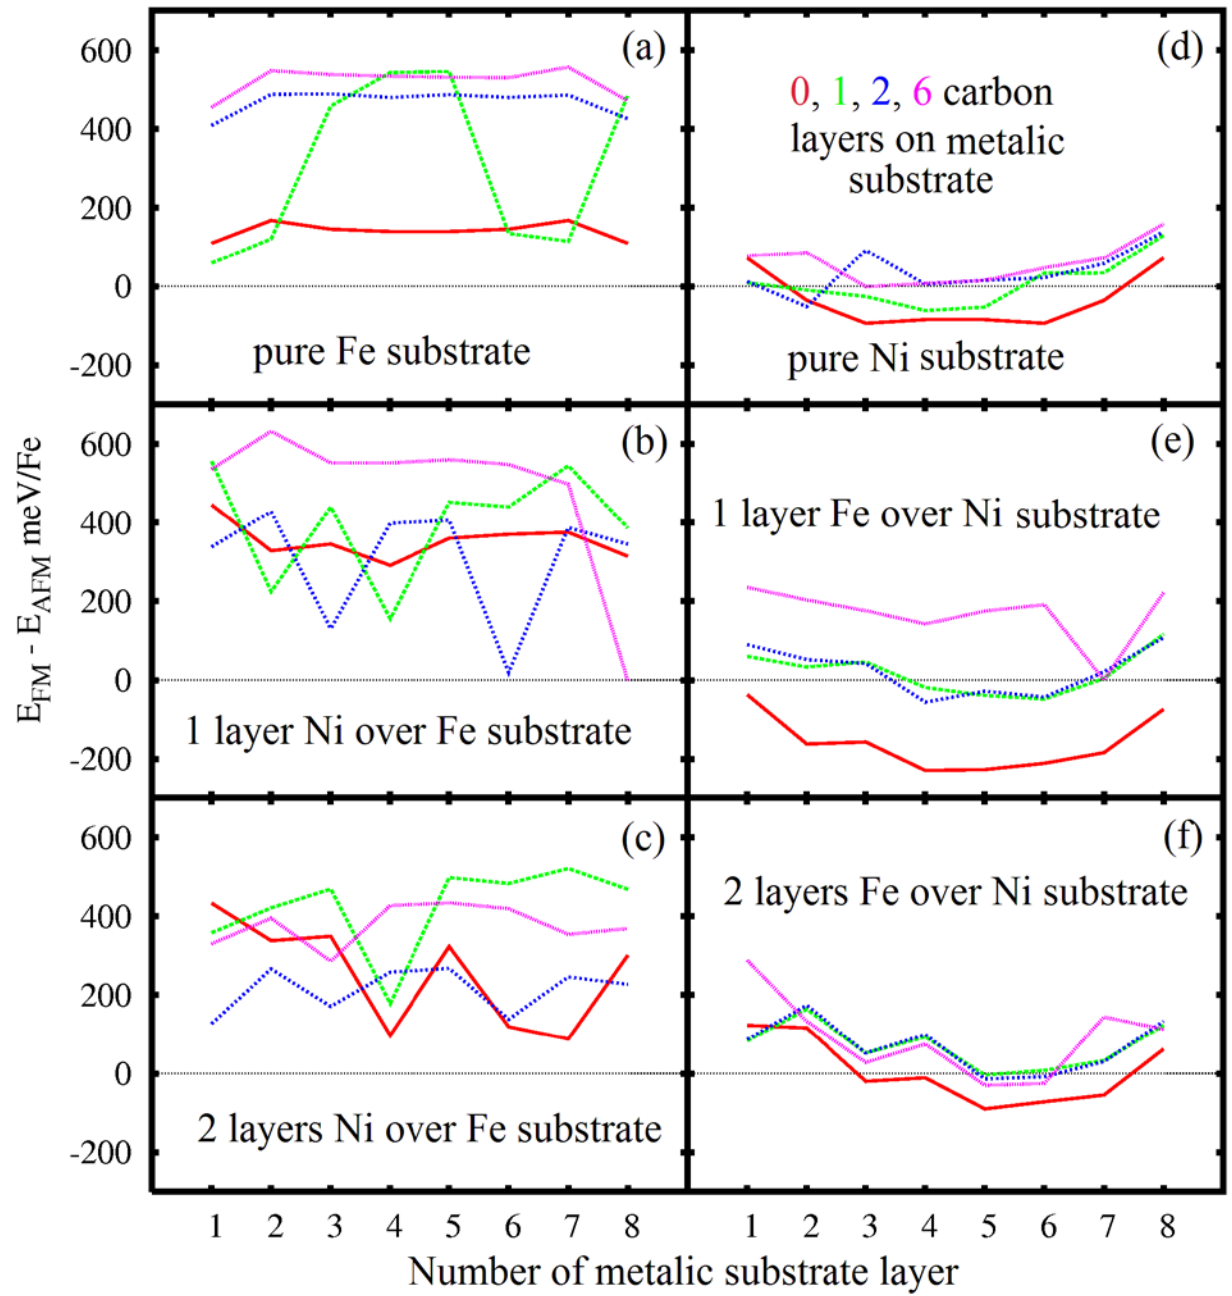 E_FM - E_AFM meV/Fe
600
400
200
0
-200
(a)
pure Fe substrate
(d)
0, 1, 2, 6 carbon
layers on metalic
substrate
pure Ni substrate
600
400
200
0
-200
(b)
1 layer Ni over Fe substrate
(e)
1 layer Fe over Ni substrate
600
400
200
0
-200
(c)
2 layers Ni over Fe substrate
(f)
2 layers Fe over Ni substrate
1 2 3 4 5 6 7 8
1 2 3 4 5 6 7 8
Number of metalic substrate layer